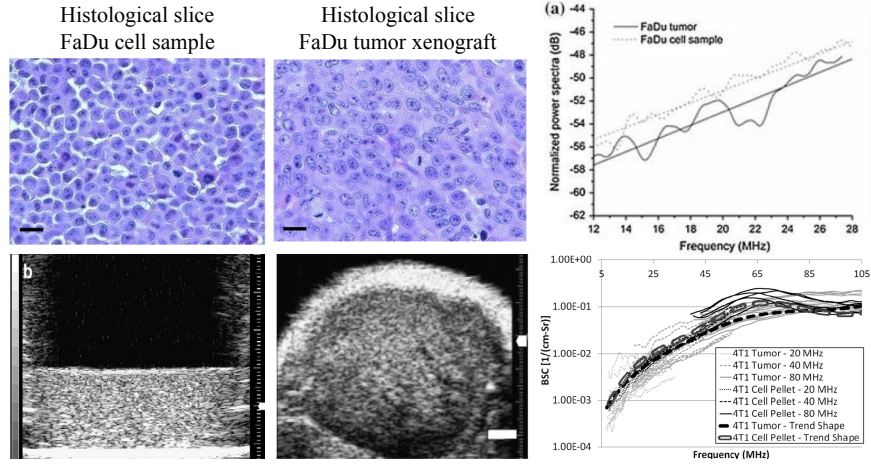 Histological slice
FaDu cell sample
Histological slice
FaDu tumor xenograft
(a)
Normalized power spectra (dB)
-44
-46
-48
-50
-52
-54
-56
-58
-60
-62
FaDu tumor
FaDu cell sample
12 14 16 18 20 22 24 26 28
Frequency (MHz)
b
BSC [1/(cm-Sr)]
1.00E+00
1.00E-01
1.00E-02
1.00E-03
1.00E-04
5 25 45 65 85 105
4T1 Tumor - 20 MHz
4T1 Tumor - 40 MHz
4T1 Tumor - 80 MHz
4T1 Cell Pellet - 20 MHz
4T1 Cell Pellet - 40 MHz
4T1 Cell Pellet - 80 MHz
4T1 Tumor - Trend Shape
4T1 Cell Pellet - Trend Shape
Frequency (MHz)